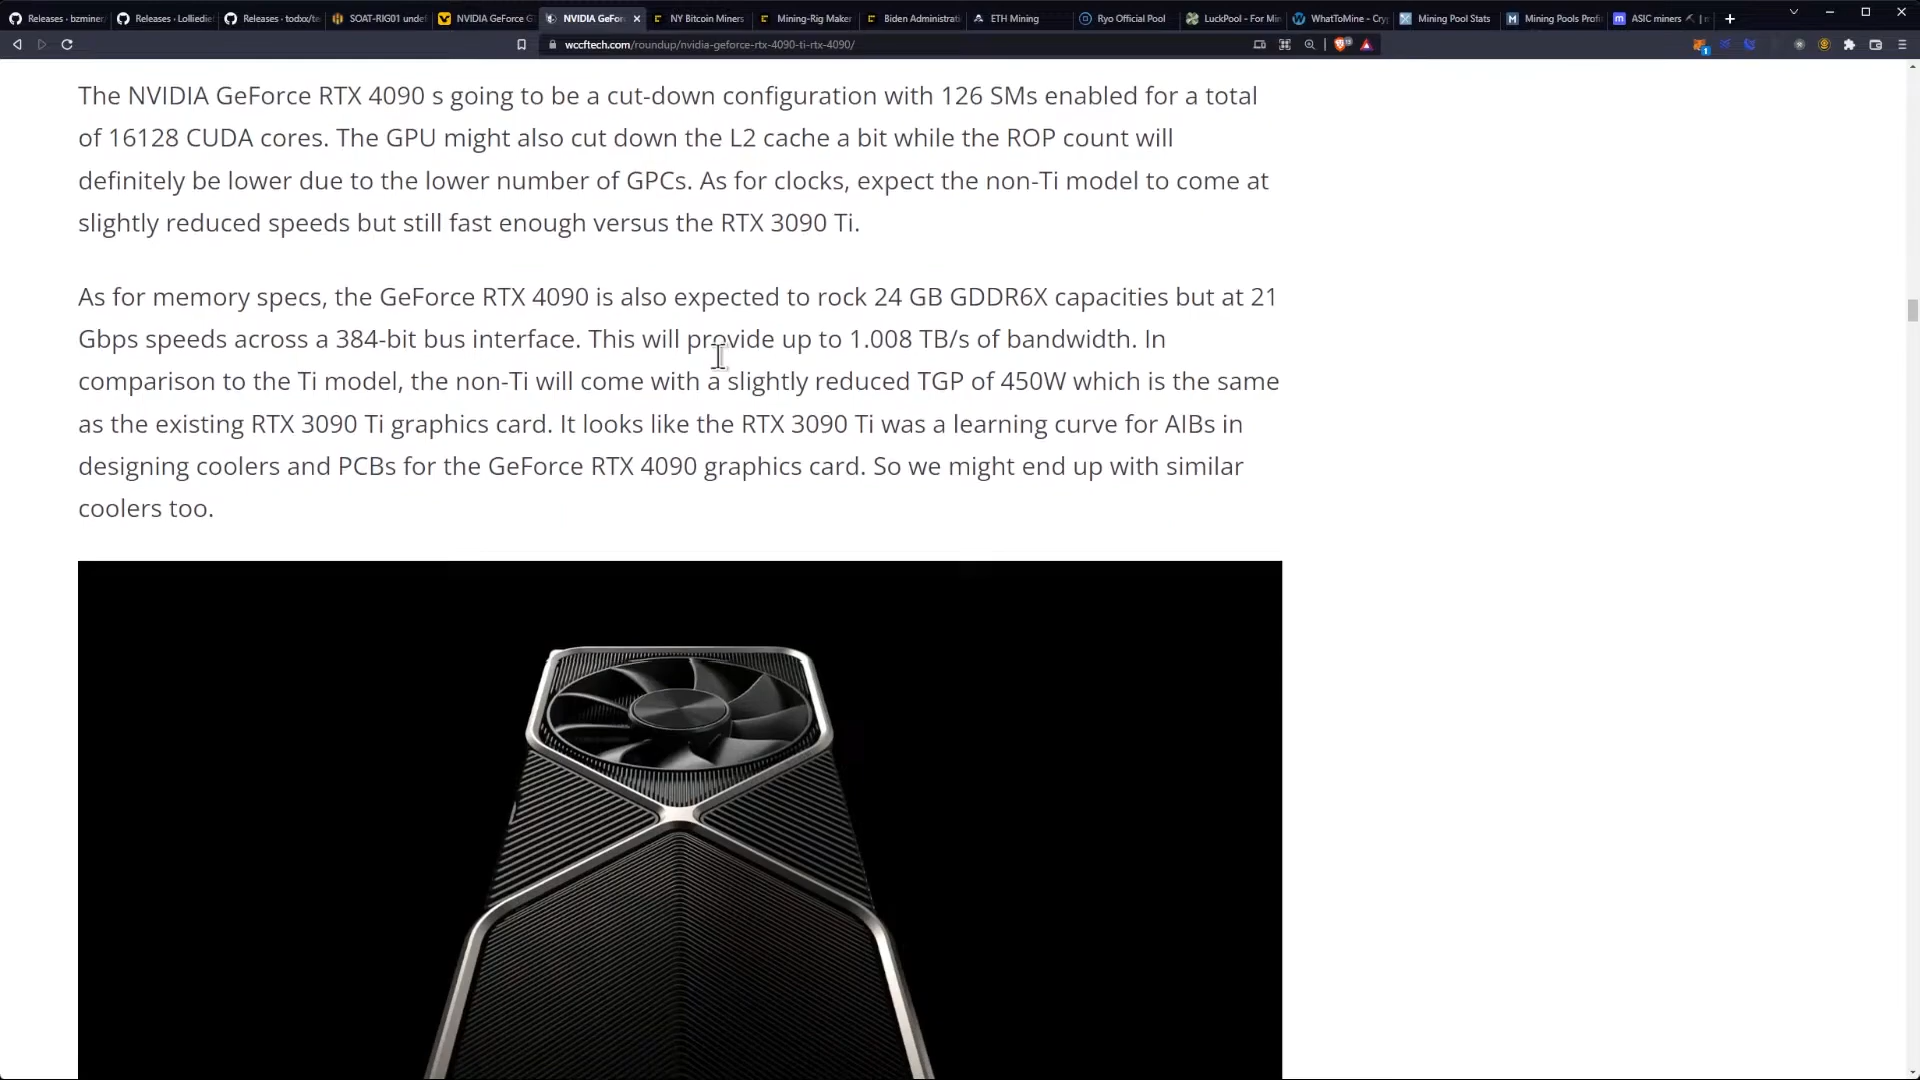 Releases - bzminer
Releases · Lolliedie
Releases · todxx/te
SOAT-RIG01 unde
NVIDIA GeForce G
NVIDIA GeFor
NY Bitcoin Miners
Mining-Rig Maker
Biden Administrati
ETH Mining
Ryo Official Pool
LuckPool - For Min
WhatToMine - Cry
Mining Pool Stats
Mining Pools Profi
ASIC miners
wccftech.com/roundup/nvidia-geforce-rtx-4090-ti-rtx-4090/
The NVIDIA GeForce RTX 4090 s going to be a cut-down configuration with 126 SMs enabled for a total
of 16128 CUDA cores. The GPU might also cut down the L2 cache a bit while the ROP count will
definitely be lower due to the lower number of GPCs. As for clocks, expect the non-Ti model to come at
slightly reduced speeds but still fast enough versus the RTX 3090 Ti.
As for memory specs, the GeForce RTX 4090 is also expected to rock 24 GB GDDR6X capacities but at 21
Gbps speeds across a 384-bit bus interface. This will provide up to 1.008 TB/s of bandwidth. In
comparison to the Ti model, the non-Ti will come with a slightly reduced TGP of 450W which is the same
as the existing RTX 3090 Ti graphics card. It looks like the RTX 3090 Ti was a learning curve for AIBs in
designing coolers and PCBs for the GeForce RTX 4090 graphics card. So we might end up with similar
coolers too.